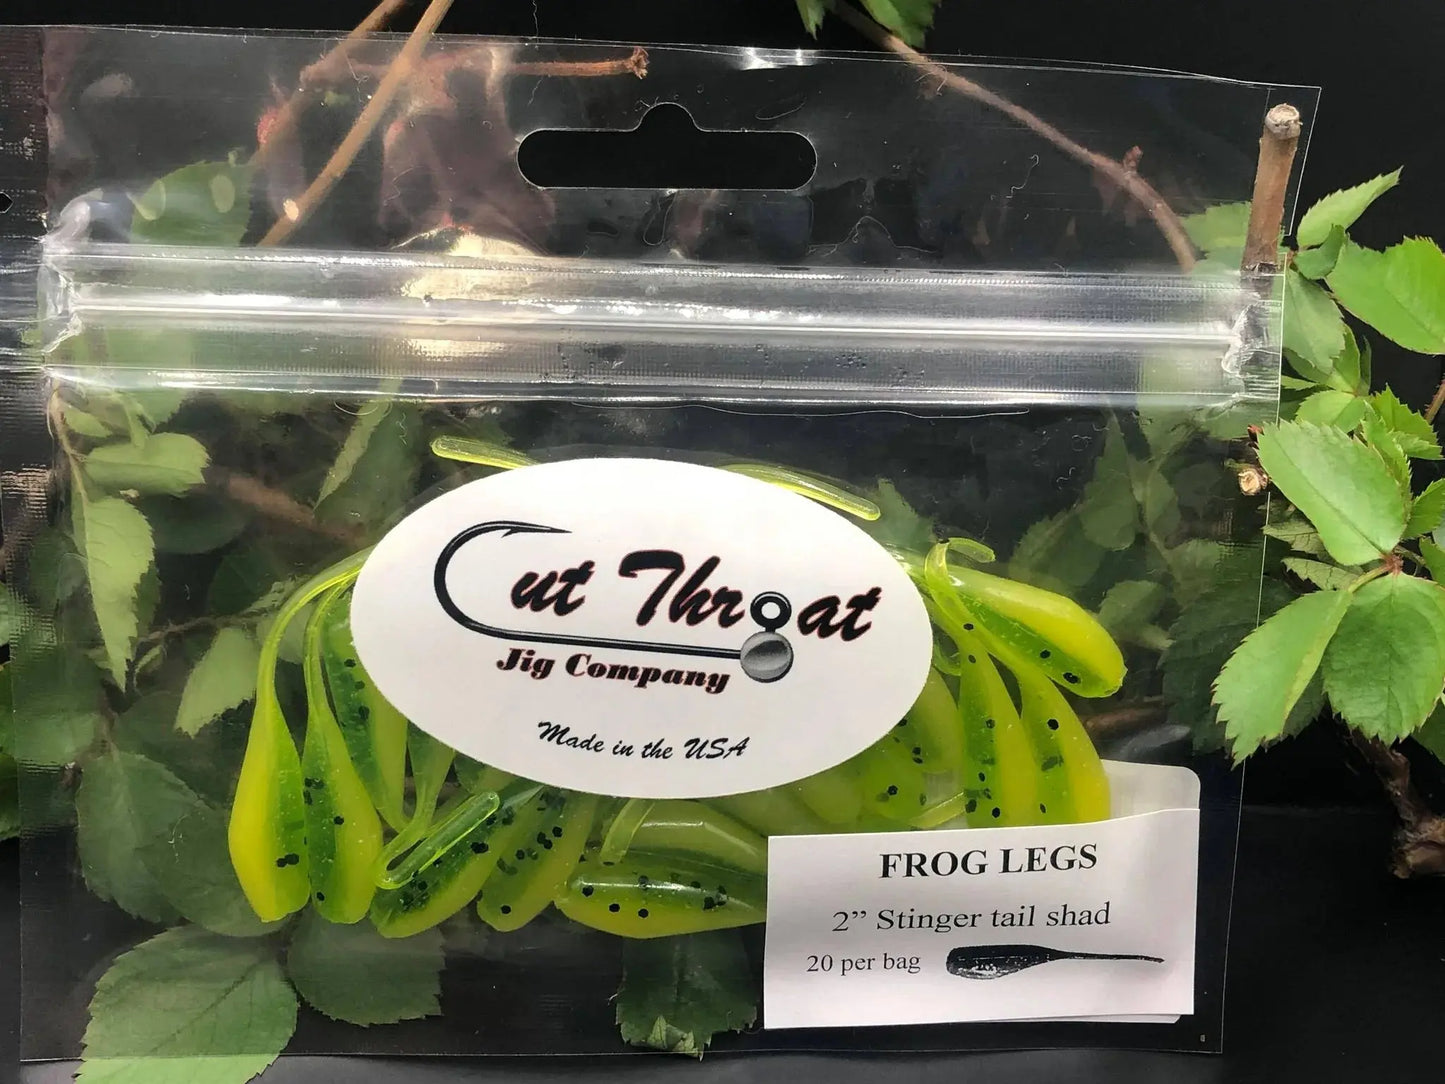 Cut Throat
Jig Company
Made in the USA
FROG LEGS
2” Stinger tail shad
20 per bag